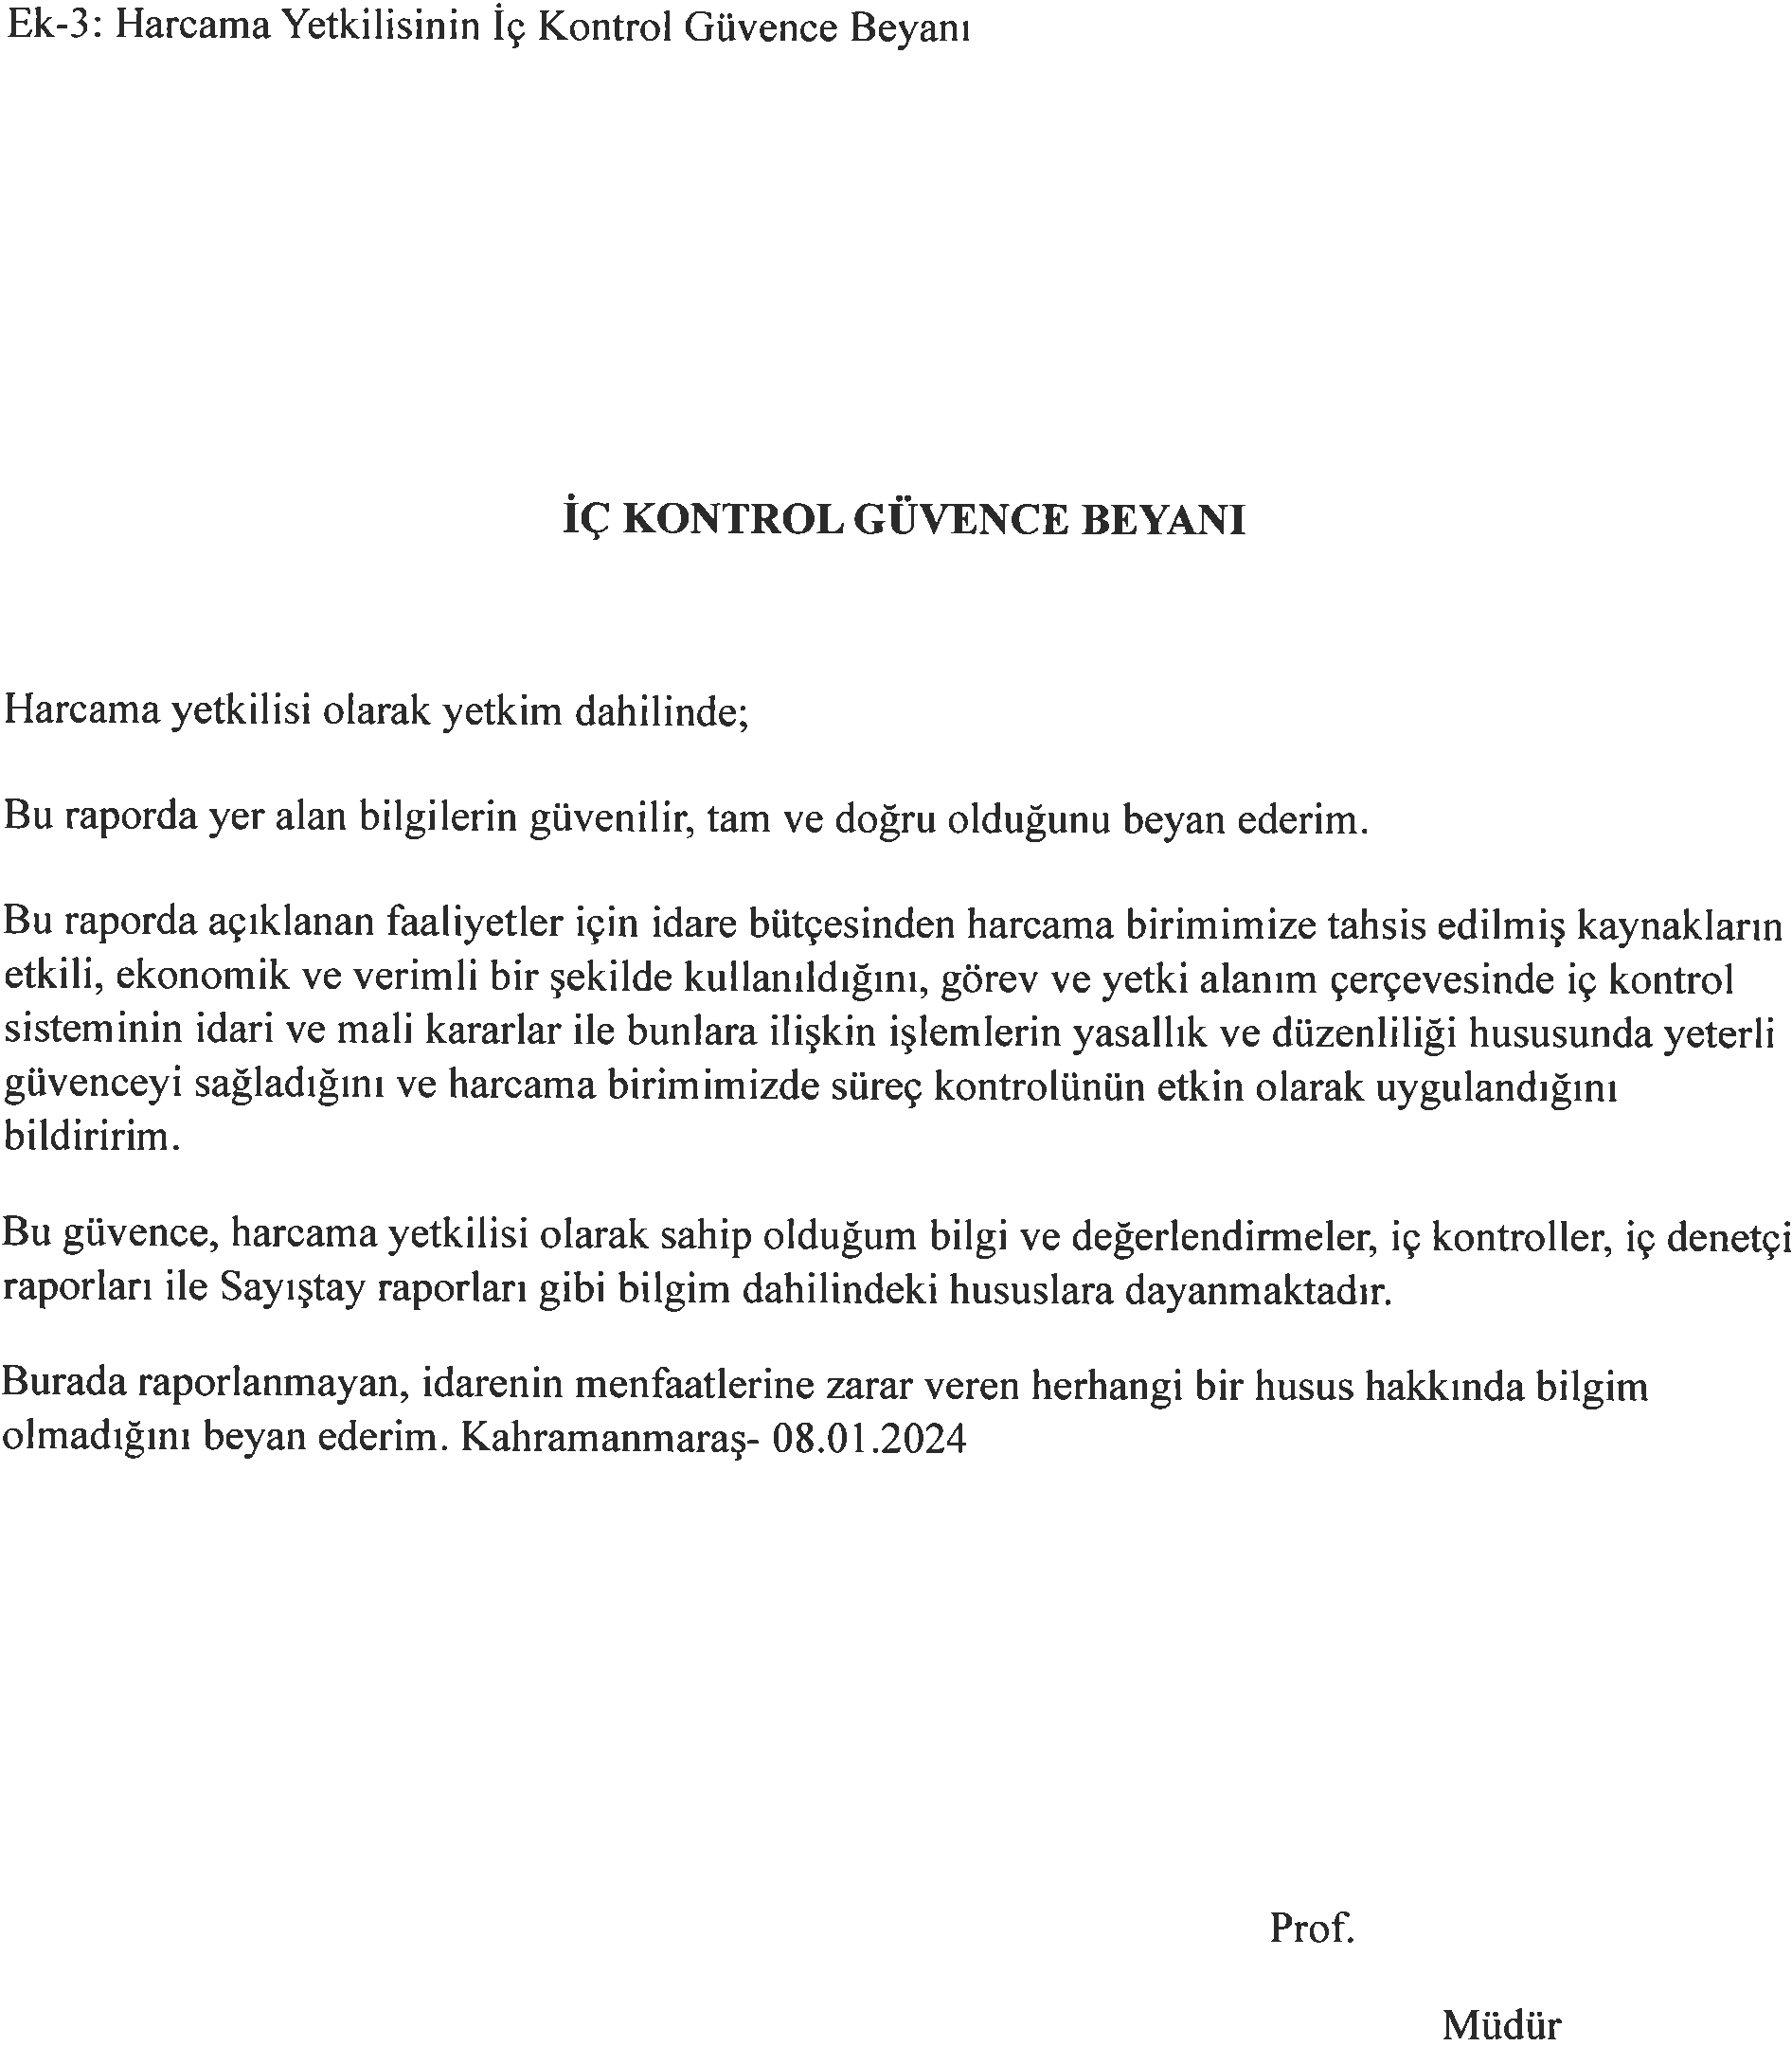 Ek-3: Harcama Yetkilisinin İç Kontrol Güvence Beyanı
İÇ KONTROL GÜVENCE BEYANI
Harcama yetkilisi olarak yetkim dahilinde;
Bu raporda yer alan bilgilerin güvenilir, tam ve doğru olduğunu beyan ederim.
Bu raporda açıklanan faaliyetler için idare bütçesinden harcama birimimize tahsis edilmiş kaynakların
etkili, ekonomik ve verimli bir şekilde kullanıldığını, görev ve yetki alanım çerçevesinde iç kontrol
sisteminin idari ve mali kararlar ile bunlara ilişkin işlemlerin yasallık ve düzenliliği hususunda yeterli
güvenceyi sağladığını ve harcama birimimizde süreç kontrolünün etkin olarak uygulandığını
bildiririm.
Bu güvence, harcama yetkilisi olarak sahip olduğum bilgi ve değerlendirmeler, iç kontroller, iç denetçi
raporları ile Sayıştay raporları gibi bilgim dahilindeki hususlara dayanmaktadır.
Burada raporlanmayan, idarenin menfaatlerine zarar veren herhangi bir husus hakkında bilgim
olmadığını beyan ederim. Kahramanmaraş- 08.01.2024
Prof.
Müdür